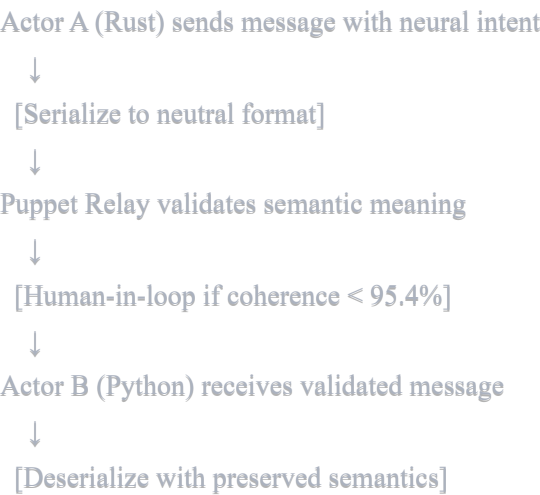 Actor A (Rust) sends message with neural intent
↓
[Serialize to neutral format]
↓
Puppet Relay validates semantic meaning
↓
[Human-in-loop if coherence < 95.4%]
↓
Actor B (Python) receives validated message
↓
[Deserialize with preserved semantics]